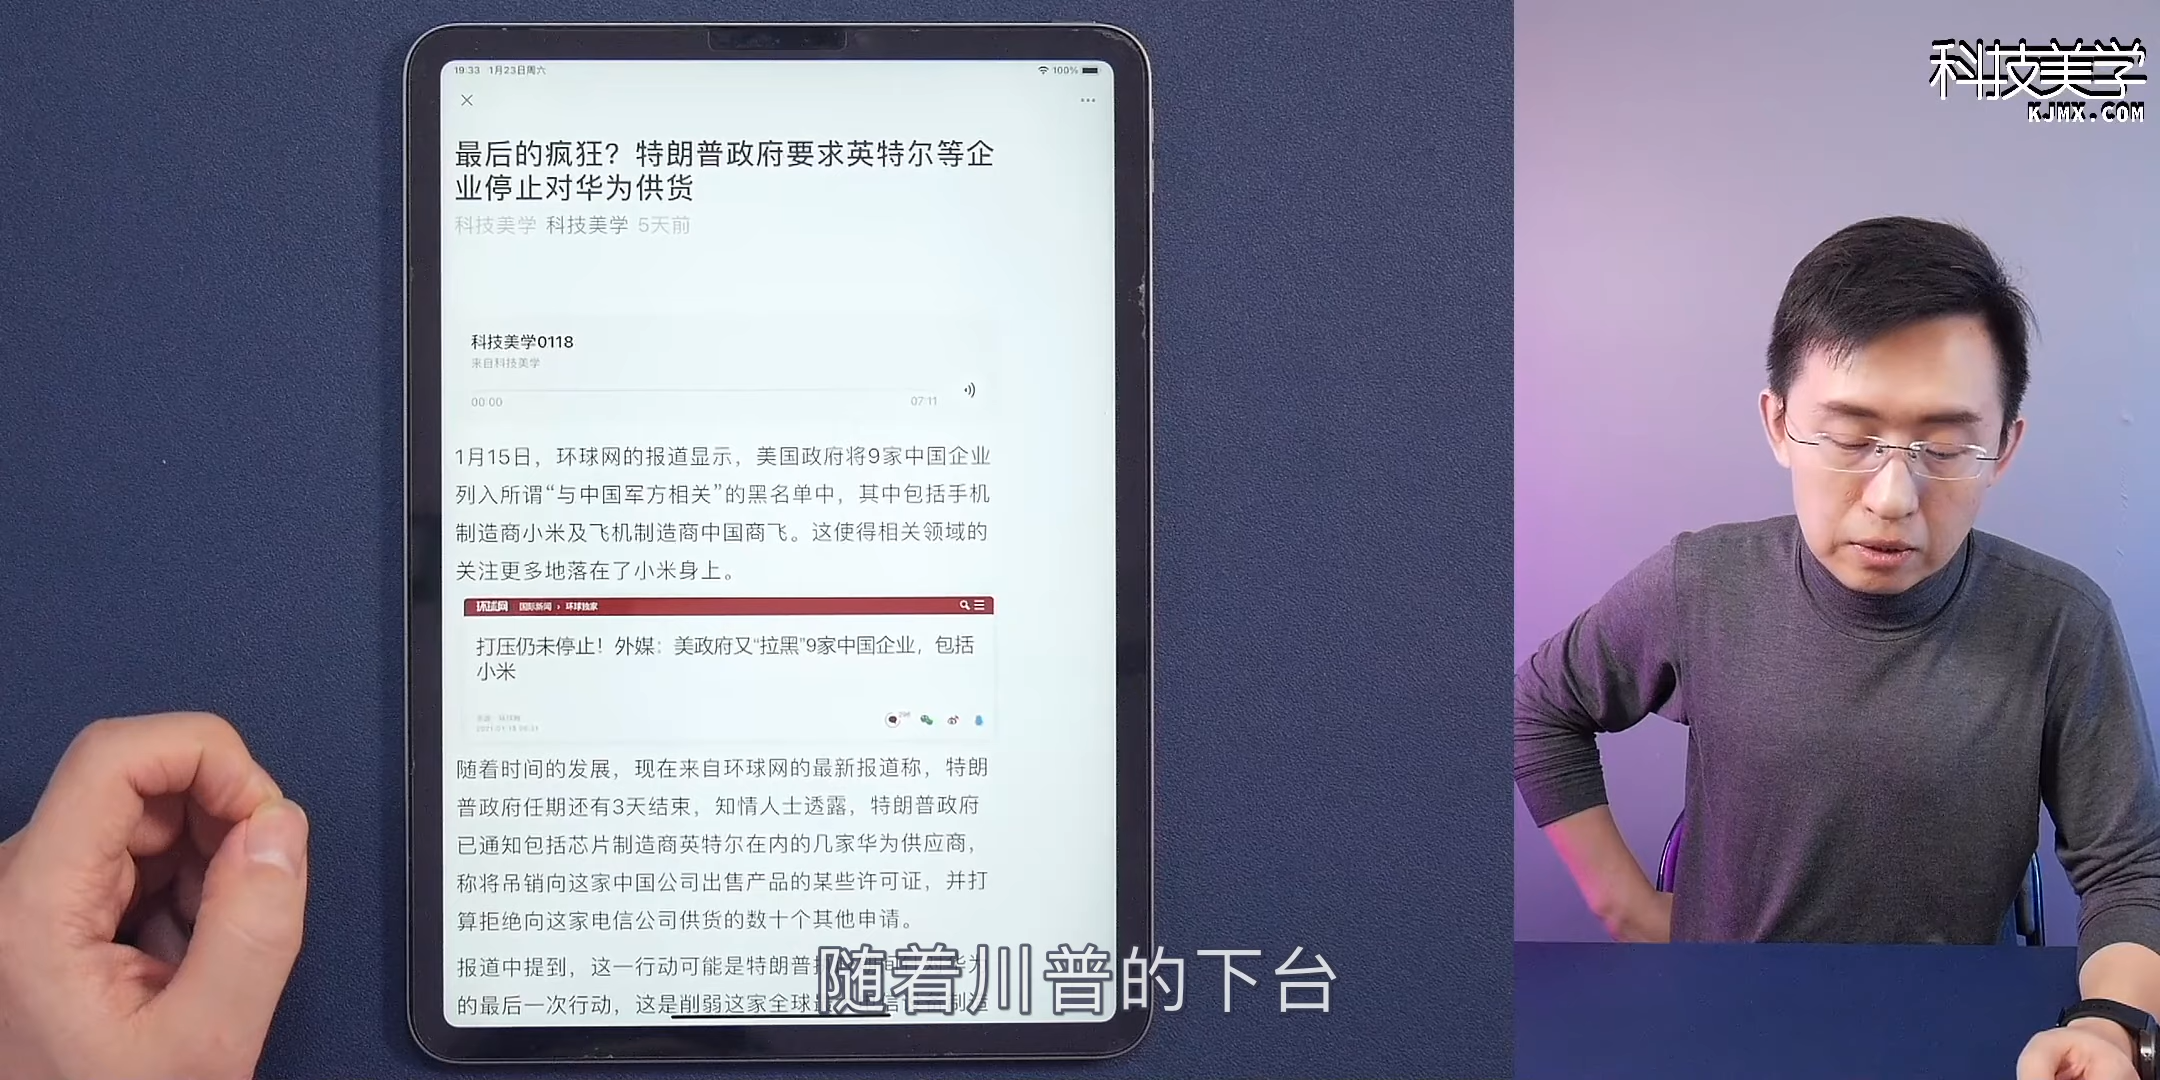 科技美学
KJMX.COM
19:33 1月23日周六
100%
最后的疯狂？特朗普政府要求英特尔等企
业停止对华为供货
科技美学 科技美学 5天前
科技美学0118
来自科技美学
00:00
07:11
1月15日，环球网的报道显示，美国政府将9家中国企业
列入所谓“与中国军方相关”的黑名单中，其中包括手机
制造商小米及飞机制造商中国商飞。这使得相关领域的
关注更多地落在了小米身上。
环球网 国际新闻 › 环球独家
打压仍未停止！外媒：美政府又“拉黑”9家中国企业，包括
小米
随着时间的发展，现在来自环球网的最新报道称，特朗
普政府任期还有3天结束，知情人士透露，特朗普政府
已通知包括芯片制造商英特尔在内的几家华为供应商，
称将吊销向这家中国公司出售产品的某些许可证，并打
算拒绝向这家电信公司供货的数十个其他申请。
报道中提到，这一行动可能是特朗普
的最后一次行动，这是削弱这家全球
随着川普的下台